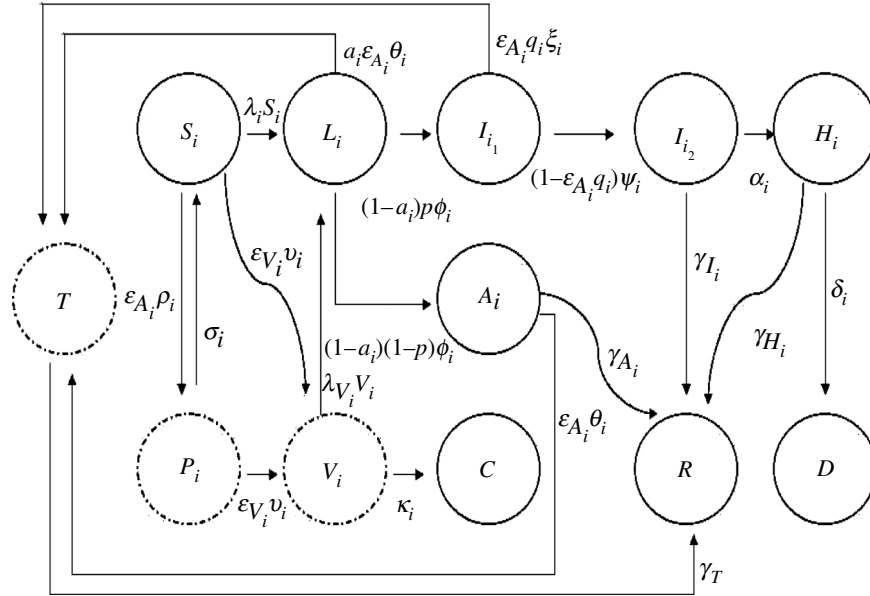 a_i ε_{A_i} θ_i
ε_{A_i} q_i ξ_i
S_i
λ_i S_i
L_i
I_{i_1}
I_{i_2}
H_i
(1–a_i)pϕ_i
(1–ε_{A_i} q_i)ψ_i
α_i
T
ε_{A_i} ρ_i
σ_i
ε_{V_i} υ_i
A_i
γ_{I_i}
δ_i
(1–a_i)(1–p)ϕ_i
λ_{V_i} V_i
γ_{A_i}
γ_{H_i}
ε_{A_i} θ_i
P_i
ε_{V_i} υ_i
V_i
κ_i
C
R
D
γ_T